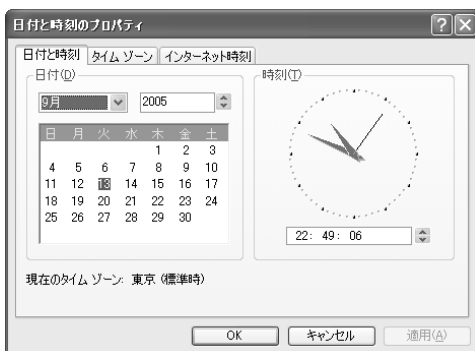 日付と時刻のプロパティ
日付と時刻 タイム ゾーン インターネット時刻
日付(D)
9月 2005
日 月 火 水 木 金 土
1 2 3
4 5 6 7 8 9 10
11 12 13 14 15 16 17
18 19 20 21 22 23 24
25 26 27 28 29 30
時刻(T)
22: 49: 06
現在のタイム ゾーン: 東京 (標準時)
OK キャンセル 適用(A)